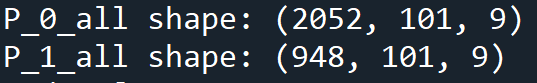 P_0_all shape: (2052, 101, 9)
P_1_all shape: (948, 101, 9)